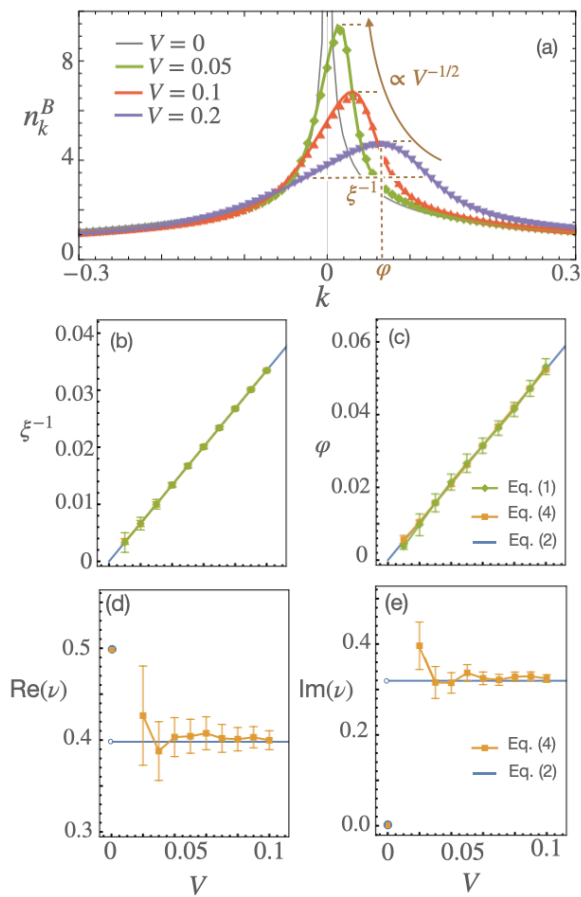 (a)
V = 0
V = 0.05
V = 0.1
V = 0.2
∝ V^{-1/2}
n_k^B
8
4
0
ξ^{-1}
−0.3
0
φ
0.3
k
(b)
0.04
0.03
ξ^{-1}
0.01
0
(c)
0.06
0.04
φ
0.02
0
Eq. (1)
Eq. (4)
Eq. (2)
(d)
0.5
Re(ν)
0.4
0.3
0
0.05
0.1
V
(e)
0.4
Im(ν)
0.2
0.0
Eq. (4)
Eq. (2)
0
0.05
0.1
V